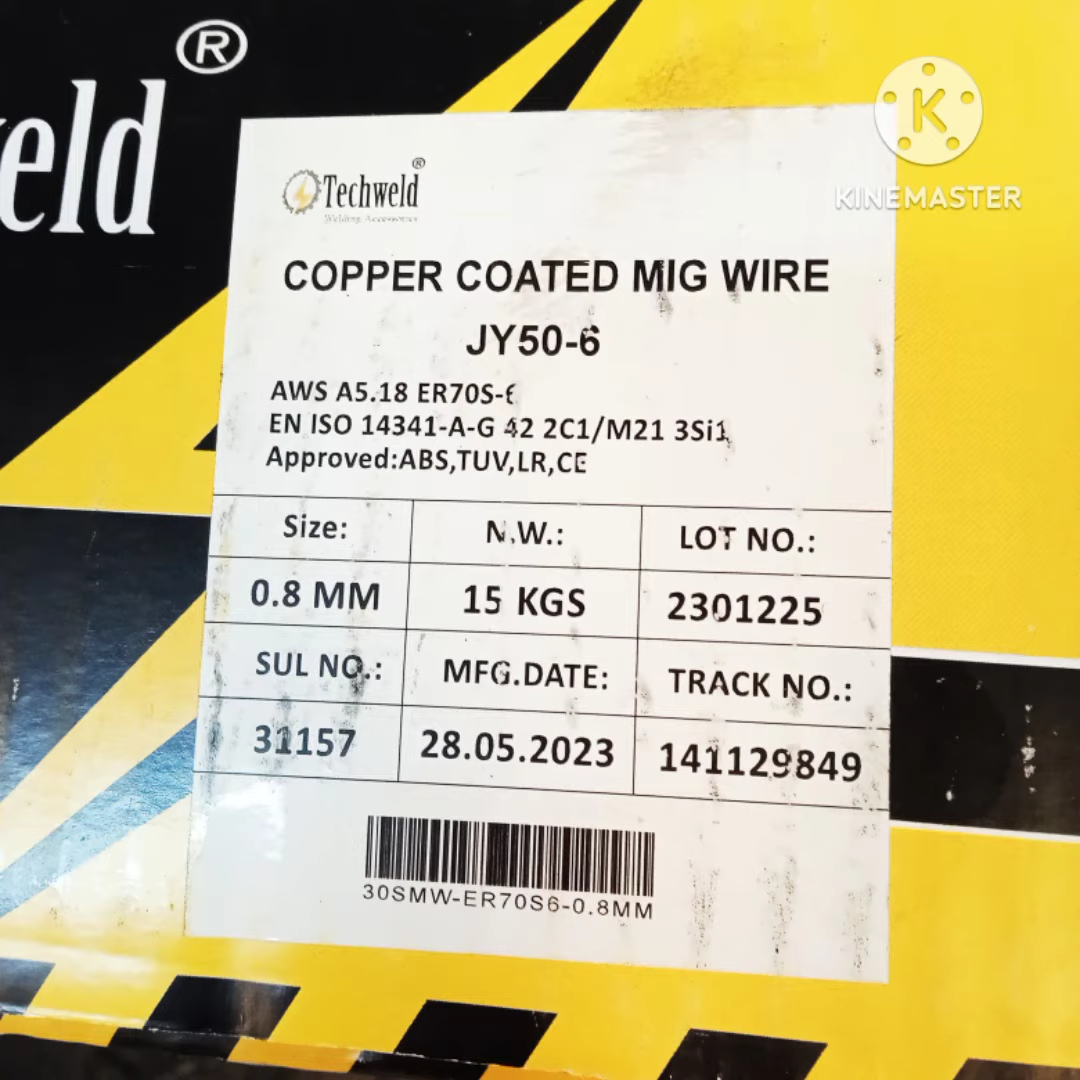 ®
eld
K
KINEMASTER
Techweld®
Welding Accessories
COPPER COATED MIG WIRE
JY50-6
AWS A5.18 ER70S-6
EN ISO 14341-A-G 42 2C1/M21 3Si1
Approved:ABS,TUV,LR,CE
Size: N.W.: LOT NO.:
0.8 MM 15 KGS 2301225
SUL NO.: MFG.DATE: TRACK NO.:
31157 28.05.2023 141129849
30SMW-ER70S6-0.8MM